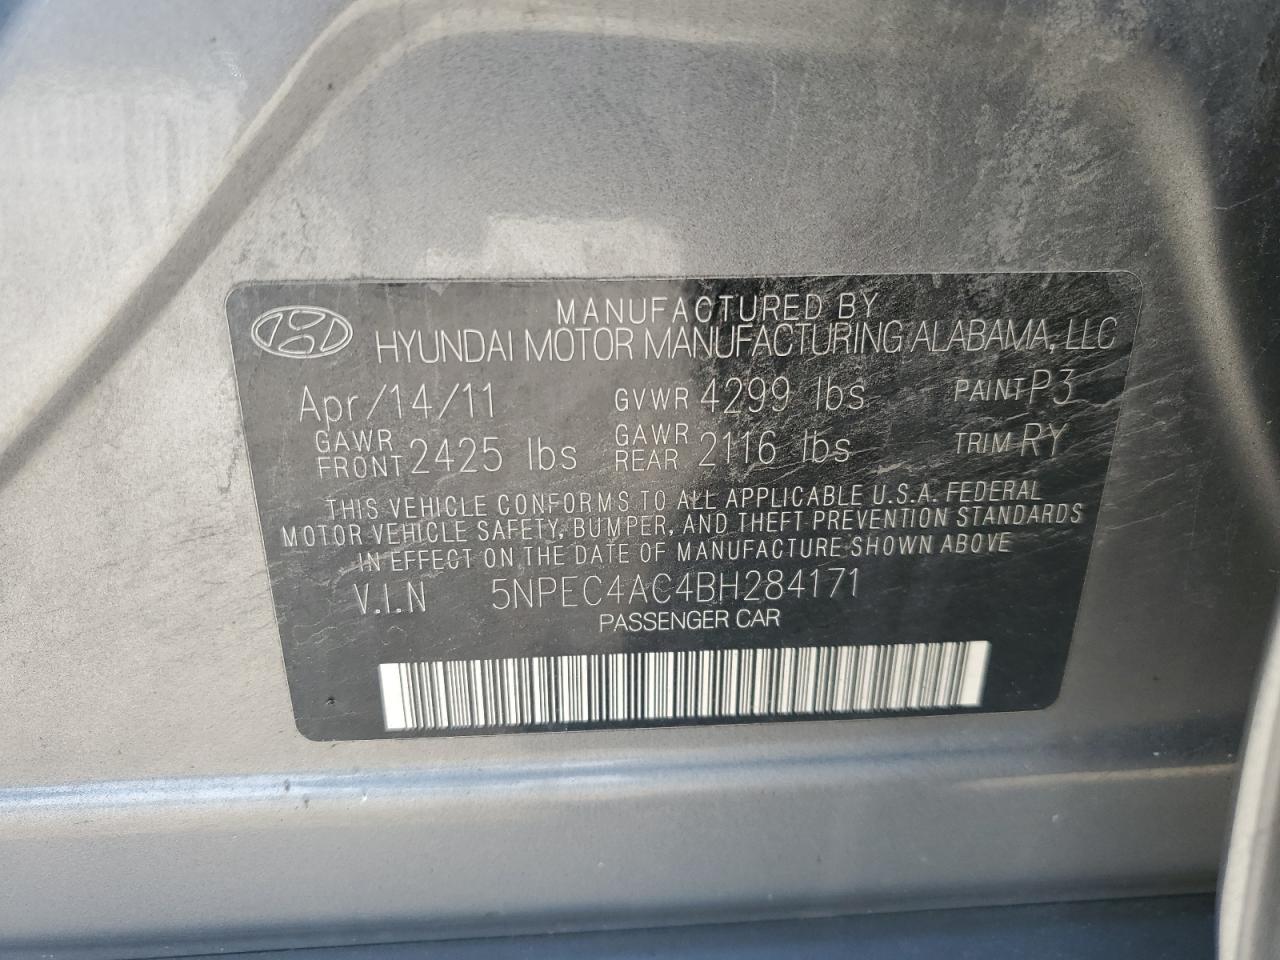 MANUFACTURED BY
HYUNDAI MOTOR MANUFACTURING ALABAMA, LLC
Apr/14/11 GVWR 4299 lbs PAINT P3
GAWR FRONT 2425 lbs GAWR REAR 2116 lbs TRIM RY
THIS VEHICLE CONFORMS TO ALL APPLICABLE U.S.A. FEDERAL
MOTOR VEHICLE SAFETY, BUMPER, AND THEFT PREVENTION STANDARDS
IN EFFECT ON THE DATE OF MANUFACTURE SHOWN ABOVE
V.I.N 5NPEC4AC4BH284171
PASSENGER CAR